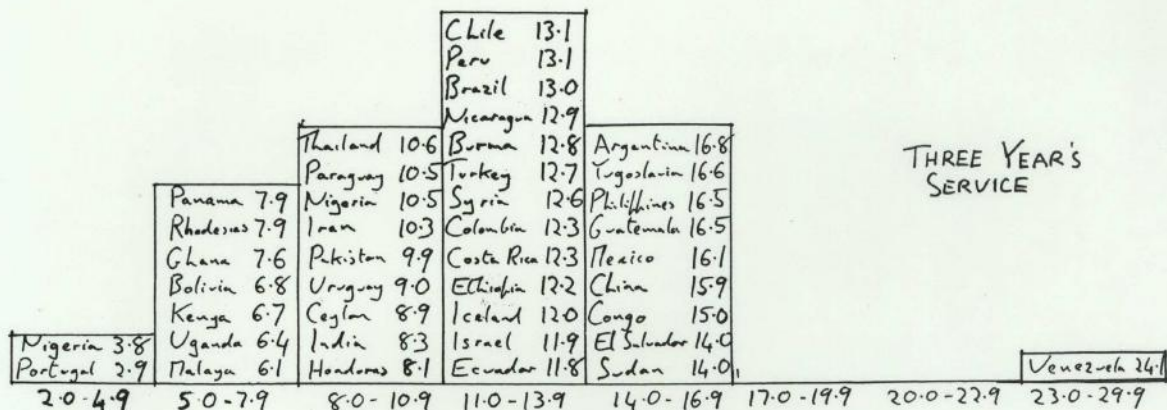 Chile 13.1
Peru 13.1
Brazil 13.0
Nicaragua 12.9
Thailand 10.6 Burma 12.8 Argentina 16.8
Paraguay 10.5 Turkey 12.7 Yugoslavia 16.6
Panama 7.9 Nigeria 10.5 Syria 12.6 Philippines 16.5
Rhodesias 7.9 Iran 10.3 Colombia 12.3 Guatemala 16.5
Ghana 7.6 Pakistan 9.9 Costa Rica 12.3 Mexico 16.1
Bolivia 6.8 Uruguay 9.0 Ethiopia 12.2 China 15.9
Kenya 6.7 Ceylon 8.9 Iceland 12.0 Congo 15.0
Nigeria 3.8 Uganda 6.4 India 8.3 Israel 11.9 El Salvador 14.0
Portugal 2.9 Malaya 6.1 Honduras 8.1 Ecuador 11.8 Sudan 14.0 Venezuela 24.1
2.0-4.9 5.0-7.9 8.0-10.9 11.0-13.9 14.0-16.9 17.0-19.9 20.0-22.9 23.0-29.9
THREE YEAR'S
SERVICE